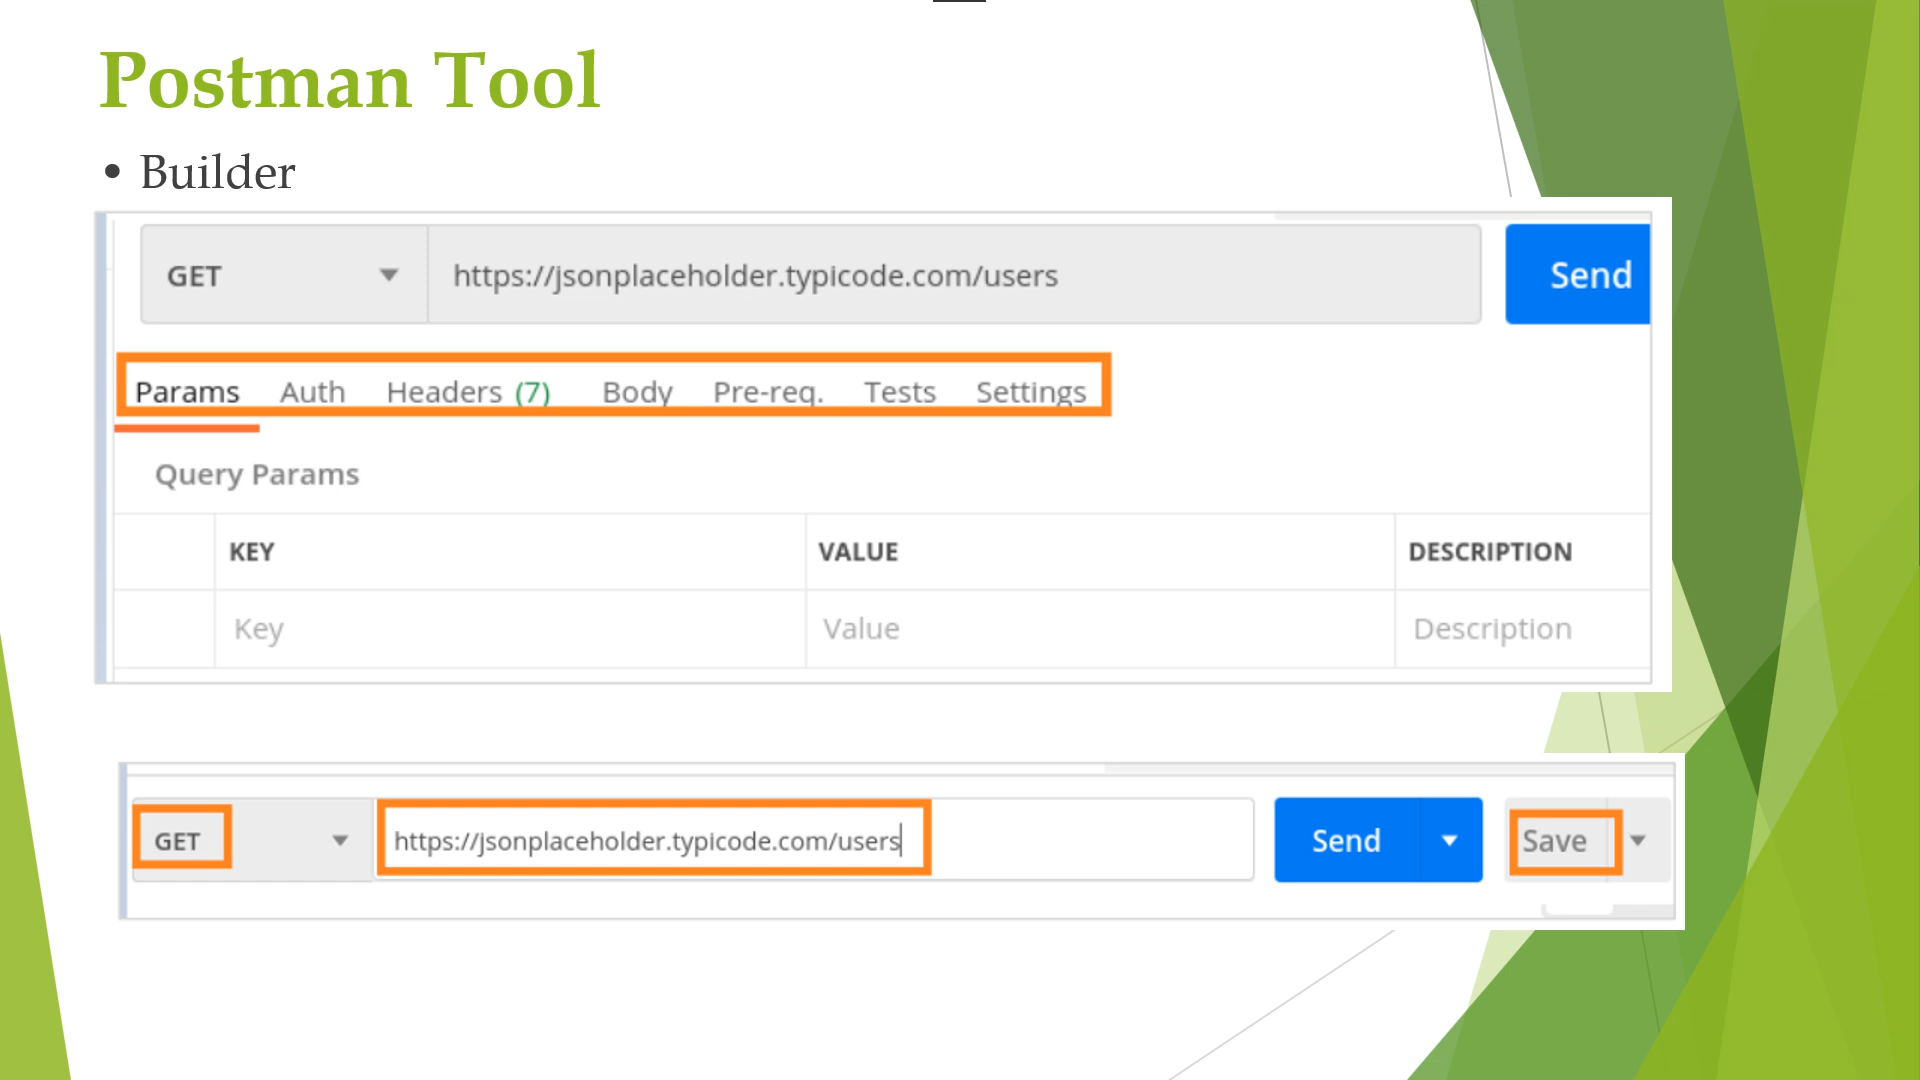 Postman Tool
• Builder
GET https://jsonplaceholder.typicode.com/users Send
Params Auth Headers (7) Body Pre-req. Tests Settings
Query Params
KEY VALUE DESCRIPTION
Key Value Description
GET https://jsonplaceholder.typicode.com/users Send Save